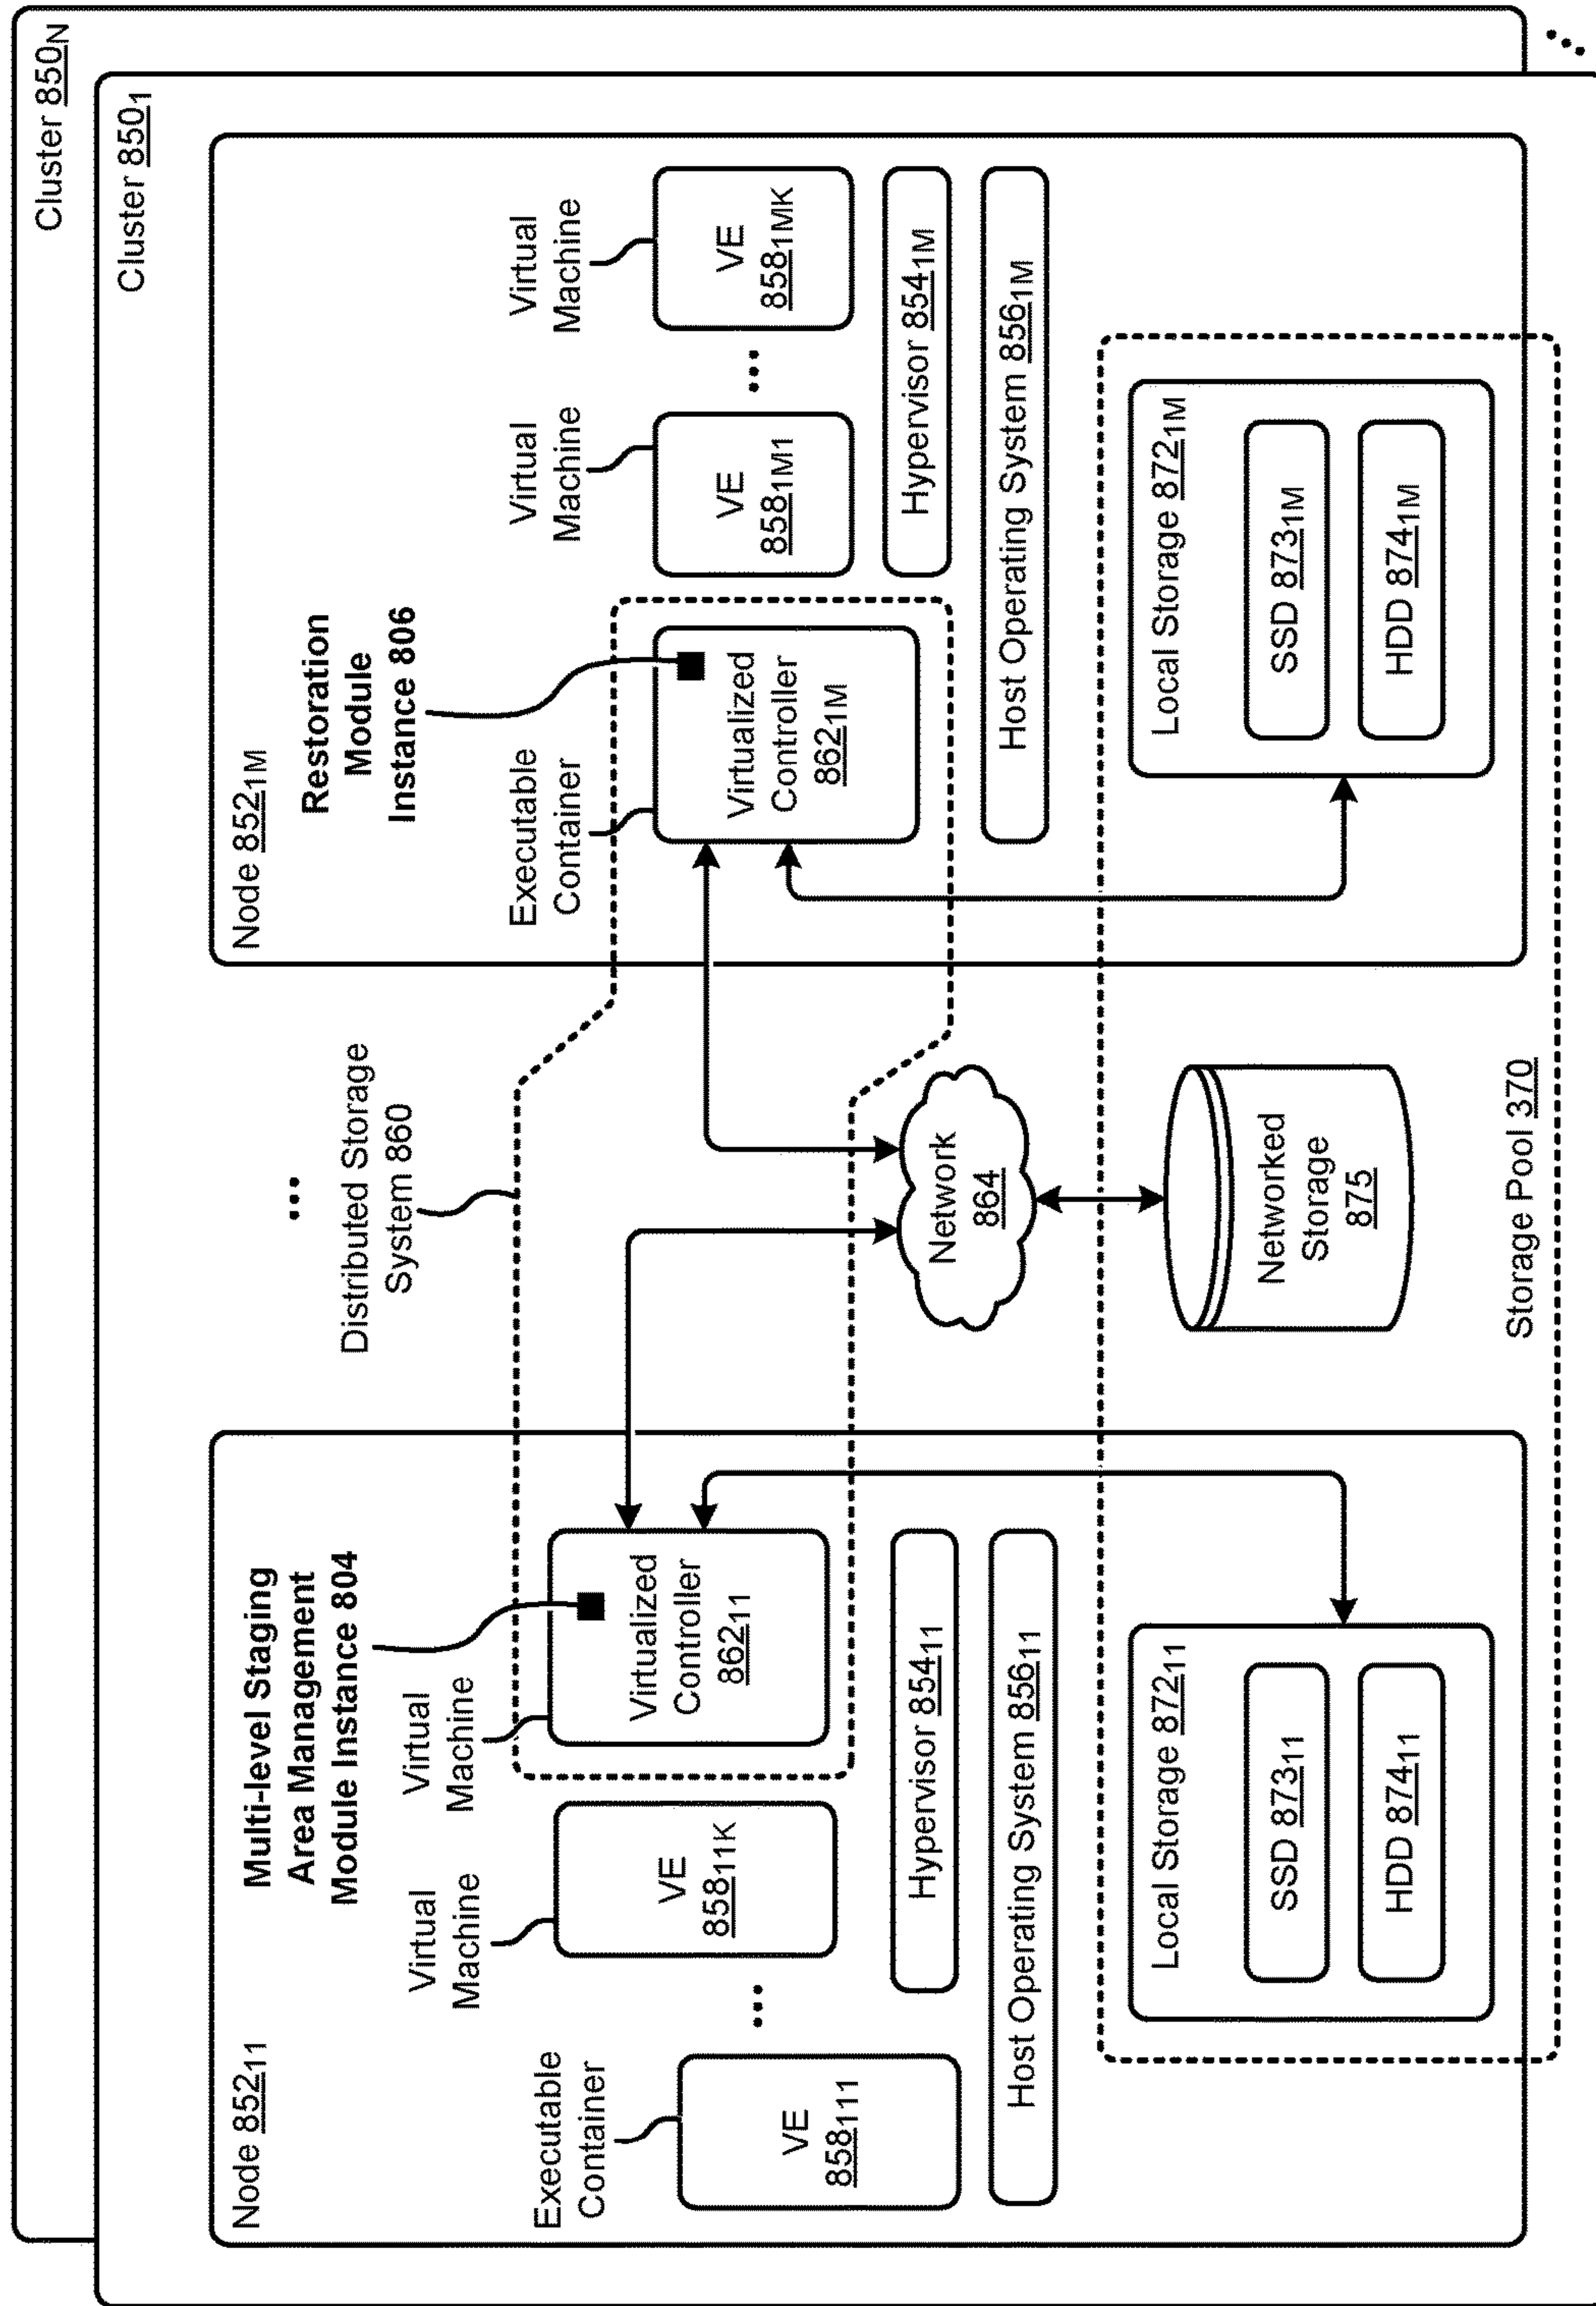 Cluster 850N
Cluster 8501
Node 85211
Multi-level Staging
Area Management
Module Instance 804
Executable
Container
VE
858111
...
Virtual
Machine
VE
85811K
Virtual
Machine
Virtualized
Controller
86211
Hypervisor 85411
Host Operating System 85611
Local Storage 87211
SSD 87311
HDD 87411
...
Distributed Storage
System 860
Network
864
Networked
Storage
875
Storage Pool 370
Node 8521M
Restoration
Module
Instance 806
Executable
Container
Virtualized
Controller
8621M
Virtual
Machine
VE
8581M1
...
Virtual
Machine
VE
8581MK
Hypervisor 8541M
Host Operating System 8561M
Local Storage 8721M
SSD 8731M
HDD 8741M
...